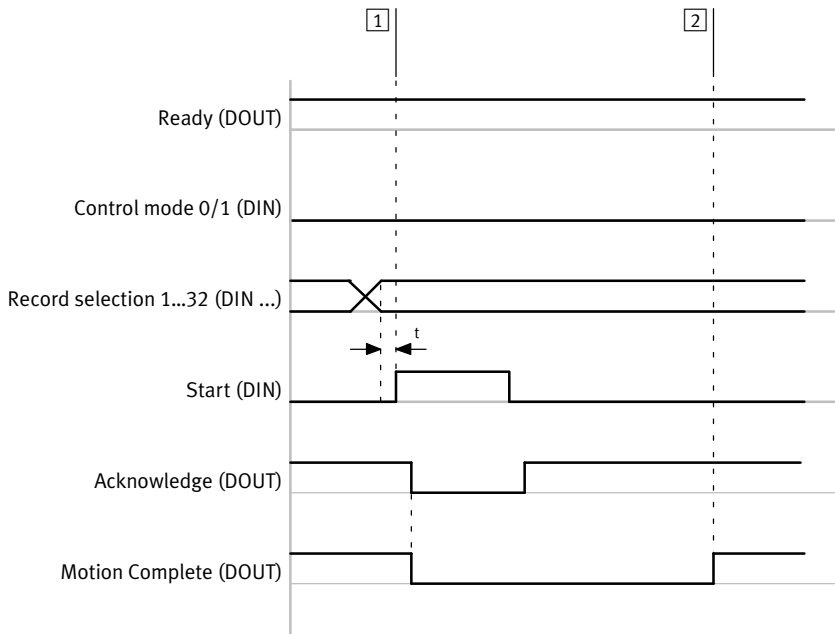 1
2
Ready (DOUT)
Control mode 0/1 (DIN)
Record selection 1...32 (DIN ...)
t
Start (DIN)
Acknowledge (DOUT)
Motion Complete (DOUT)